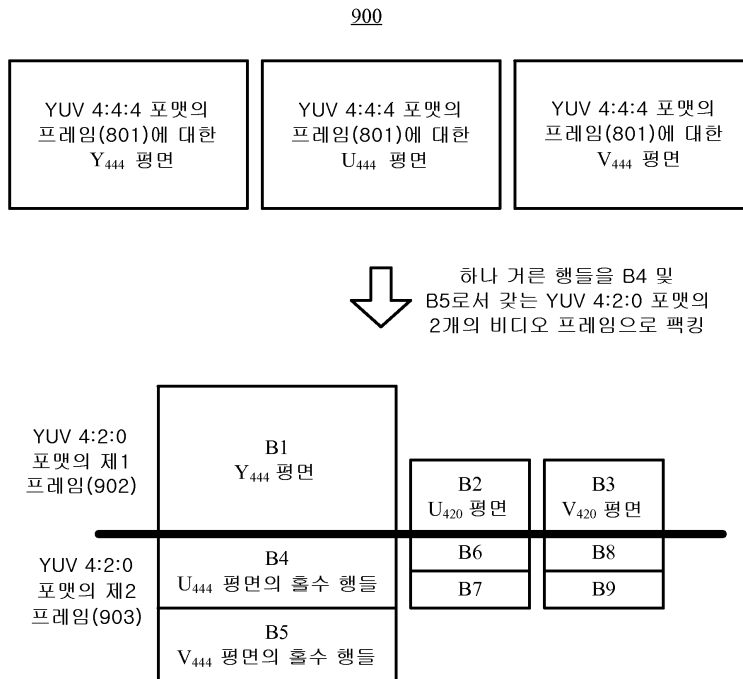 900
YUV 4:4:4 포맷의
프레임(801)에 대한
Y₄₄₄ 평면
YUV 4:4:4 포맷의
프레임(801)에 대한
U₄₄₄ 평면
YUV 4:4:4 포맷의
프레임(801)에 대한
V₄₄₄ 평면
하나 거른 행들을 B4 및
B5로서 갖는 YUV 4:2:0 포맷의
2개의 비디오 프레임으로 팩킹
YUV 4:2:0
포맷의 제1
프레임(902)
B1
Y₄₄₄ 평면
B2
U₄₂₀ 평면
B3
V₄₂₀ 평면
YUV 4:2:0
포맷의 제2
프레임(903)
B4
U₄₄₄ 평면의 홀수 행들
B5
V₄₄₄ 평면의 홀수 행들
B6
B7
B8
B9